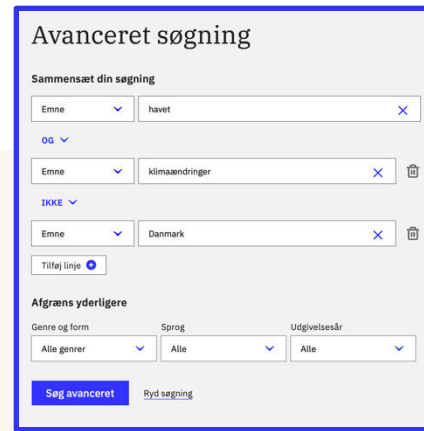 Avanceret søgning
Sammensæt din søgning
Emne havet
OG
Emne klimaændringer
IKKE
Emne Danmark
Tilføj linje
Afgræns yderligere
Genre og form Sprog Udgivelsesår
Alle genrer Alle Alle
Søg avanceret Ryd søgning